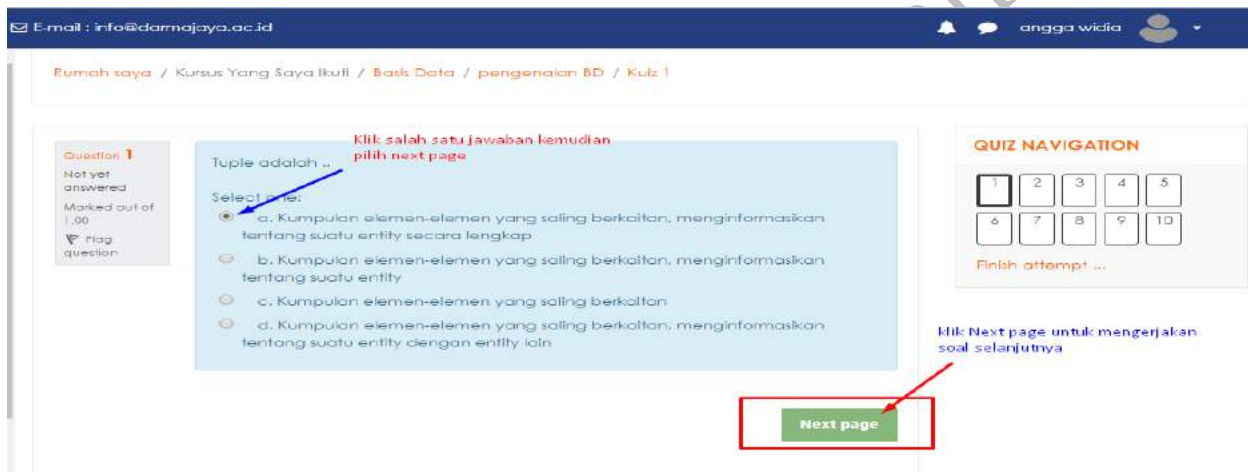 E-mail : info@darmajaya.ac.id
angga widia
Rumah saya / Kursus Yang Saya Ikuti / Basis Data / pengenalan BD / Kuiz 1
Klik salah satu jawaban kemudian
pilih next page
Question 1
Not yet
answered
Marked out of
1.00
Flag
question
Tuple adalah ..
Select one:
a. Kumpulan elemen-elemen yang saling berkaitan, menginformasikan
tentang suatu entity secara lengkap
b. Kumpulan elemen-elemen yang saling berkaitan, menginformasikan
tentang suatu entity
c. Kumpulan elemen-elemen yang saling berkaitan
d. Kumpulan elemen-elemen yang saling berkaitan, menginformasikan
tentang suatu entity dengan entity lain
Next page
QUIZ NAVIGATION
1 2 3 4 5
6 7 8 9 10
Finish attempt ...
klik Next page untuk mengerjakan
soal selanjutnya